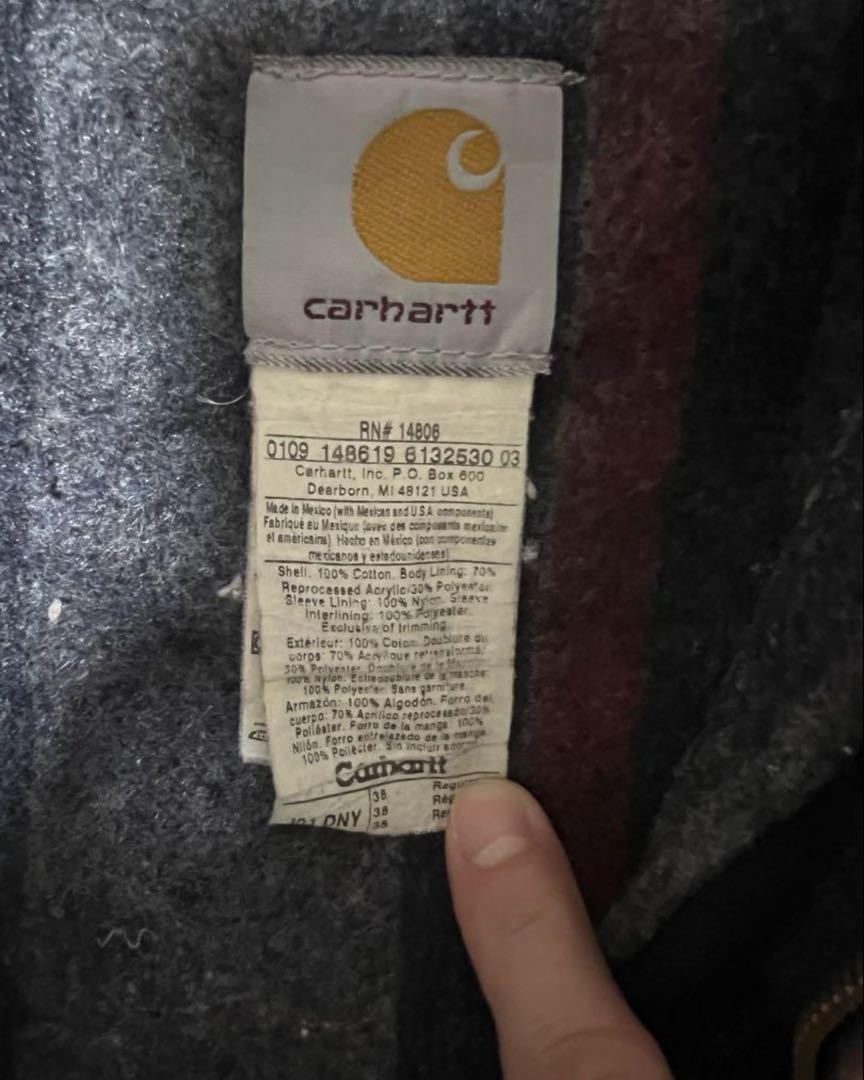 carhartt
RN# 14806
0109 148619 6132530 03
Carhartt, Inc. P.O. Box 600
Dearborn, MI 48121 USA
Made in Mexico (with Mexican and U.S.A. components)
Fabriqué au Mexique (avec des composants mexicains
et américains) Hecho en México (con componentes
mexicanos y estadounidenses)
Shell: 100% Cotton. Body Lining: 70%
Reprocessed Acrylic/30% Polyester.
Sleeve Lining: 100% Nylon. Sleeve
Interlining: 100% Polyester.
Exclusive of trimming.
Extérieur: 100% Coton. Doublure du
corps: 70% Acrylique retransformé/
30% Polyester. Doublure de la
100% Nylon. Entredoublure de la manche:
100% Polyester. Sans garniture.
Armazón: 100% Algodón. Forro del
cuerpo: 70% Acrílico reprocesado/30%
Poliéster. Forro de la manga: 100%
Nilón. Forro entrelazado de la manga:
100% Poliéster. Sin incluir
Carhartt
38
38
38